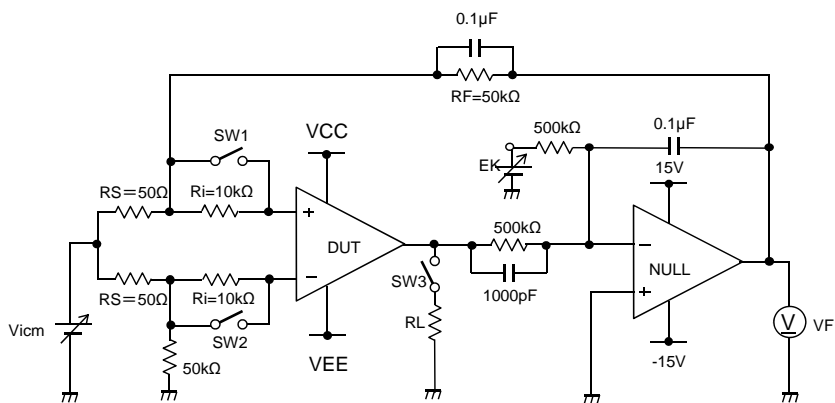 0.1μF
RF=50kΩ
SW1
VCC
500kΩ
0.1μF
EK
15V
RS=50Ω
Ri=10kΩ
+
DUT
500kΩ
−
NULL
RS=50Ω
Ri=10kΩ
−
SW3
1000pF
+
Vicm
SW2
RL
V
VF
50kΩ
VEE
-15V